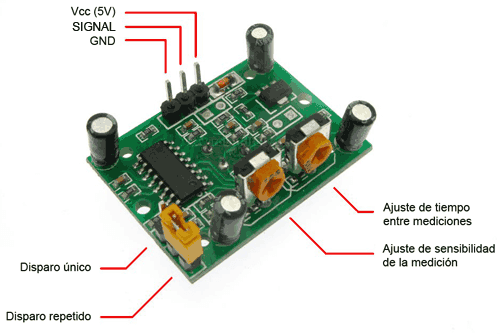 Vcc (5V)
SIGNAL
GND
Ajuste de tiempo
entre mediciones
Ajuste de sensibilidad
de la medición
Disparo único
Disparo repetido